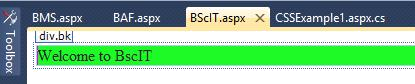 Toolbox
BMS.aspx BAF.aspx BScIT.aspx × CSSExample1.aspx.cs
div.bk
Welcome to BscIT